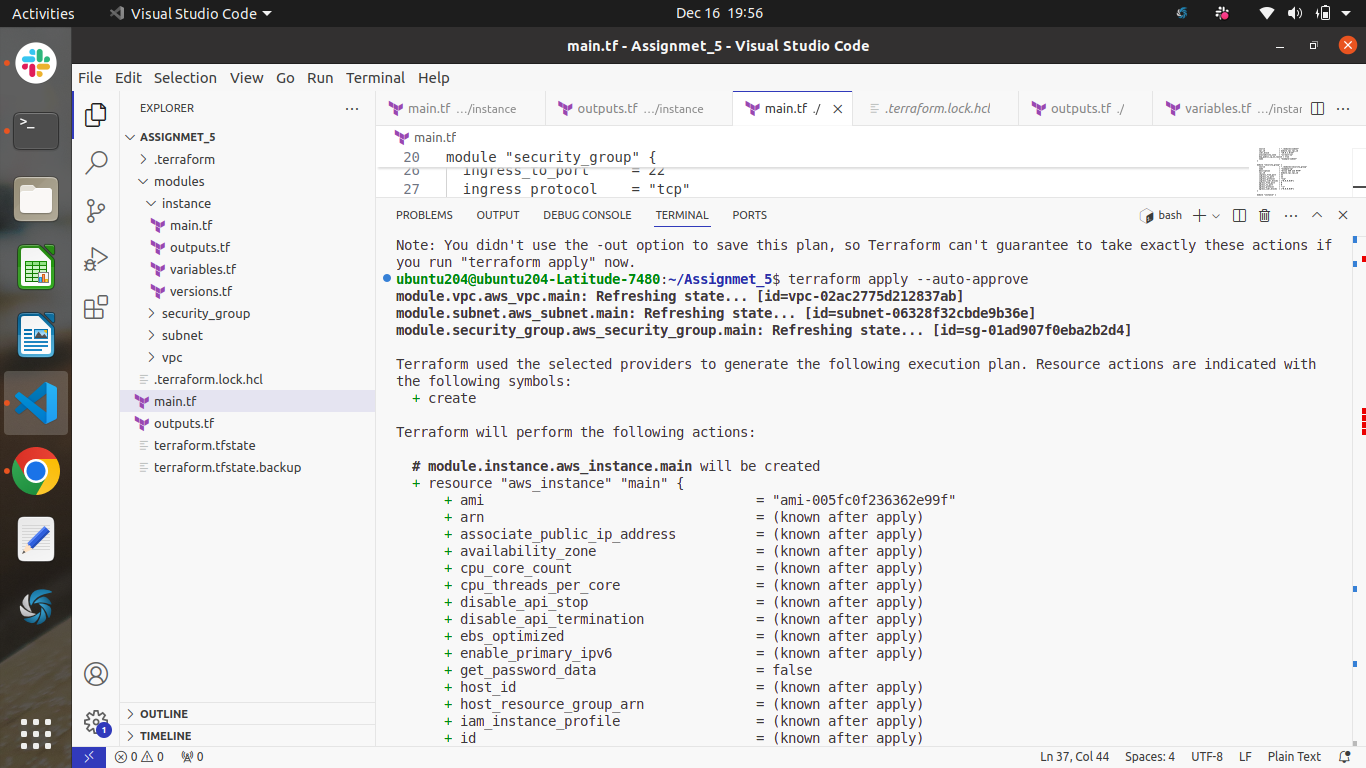 Activities
Visual Studio Code
Dec 16 19:56
main.tf - Assignmet_5 - Visual Studio Code
File Edit Selection View Go Run Terminal Help
EXPLORER
main.tf .../instance
outputs.tf .../instance
main.tf ./
.terraform.lock.hcl
outputs.tf ./
variables.tf .../instar
ASSIGNMET_5
.terraform
modules
instance
main.tf
outputs.tf
variables.tf
versions.tf
security_group
subnet
vpc
.terraform.lock.hcl
main.tf
outputs.tf
terraform.tfstate
terraform.tfstate.backup
OUTLINE
TIMELINE
main.tf
20 module "security_group" {
26 ingress_to_port = 22
27 ingress protocol = "tcp"
PROBLEMS OUTPUT DEBUG CONSOLE TERMINAL PORTS
bash
Note: You didn't use the -out option to save this plan, so Terraform can't guarantee to take exactly these actions if
you run "terraform apply" now.
ubuntu204@ubuntu204-Latitude-7480:~/Assignmet_5$ terraform apply --auto-approve
module.vpc.aws_vpc.main: Refreshing state... [id=vpc-02ac2775d212837ab]
module.subnet.aws_subnet.main: Refreshing state... [id=subnet-06328f32cbde9b36e]
module.security_group.aws_security_group.main: Refreshing state... [id=sg-01ad907f0eba2b2d4]
Terraform used the selected providers to generate the following execution plan. Resource actions are indicated with
the following symbols:
+ create
Terraform will perform the following actions:
# module.instance.aws_instance.main will be created
+ resource "aws_instance" "main" {
+ ami = "ami-005fc0f236362e99f"
+ arn = (known after apply)
+ associate_public_ip_address = (known after apply)
+ availability_zone = (known after apply)
+ cpu_core_count = (known after apply)
+ cpu_threads_per_core = (known after apply)
+ disable_api_stop = (known after apply)
+ disable_api_termination = (known after apply)
+ ebs_optimized = (known after apply)
+ enable_primary_ipv6 = (known after apply)
+ get_password_data = false
+ host_id = (known after apply)
+ host_resource_group_arn = (known after apply)
+ iam_instance_profile = (known after apply)
+ id = (known after apply)
1
0 0 0
Ln 37, Col 44 Spaces: 4 UTF-8 LF Plain Text